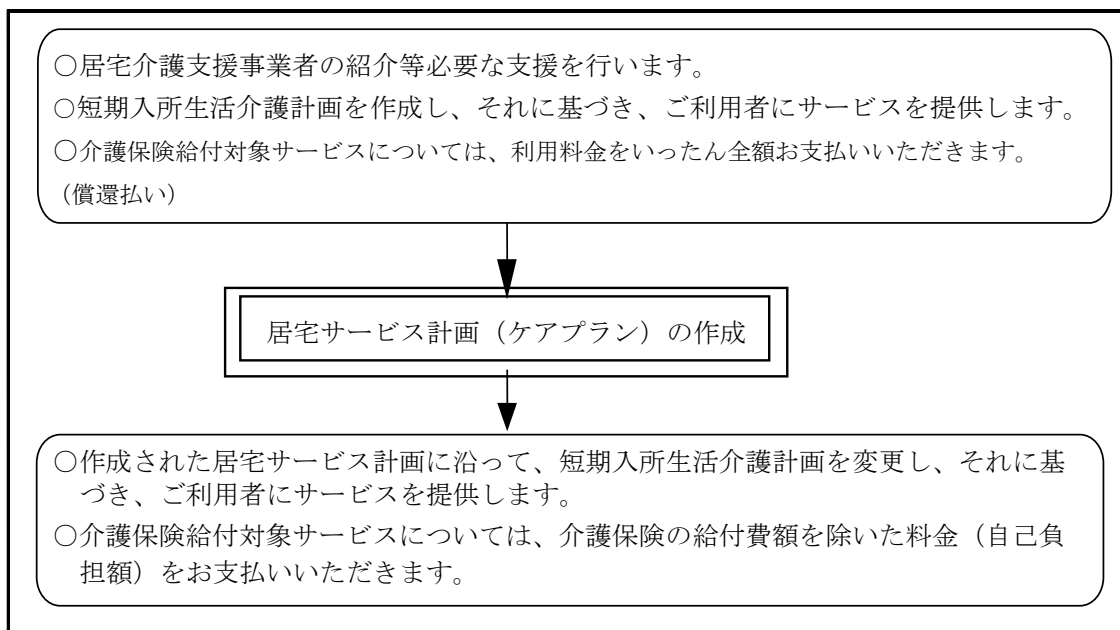 ○居宅介護支援事業者の紹介等必要な支援を行います。
○短期入所生活介護計画を作成し、それに基づき、ご利用者にサービスを提供します。
○介護保険給付対象サービスについては、利用料金をいったん全額お支払いいただきます。
（償還払い）
居宅サービス計画（ケアプラン）の作成
○作成された居宅サービス計画に沿って、短期入所生活介護計画を変更し、それに基
づき、ご利用者にサービスを提供します。
○介護保険給付対象サービスについては、介護保険の給付費額を除いた料金（自己負
担額）をお支払いいただきます。